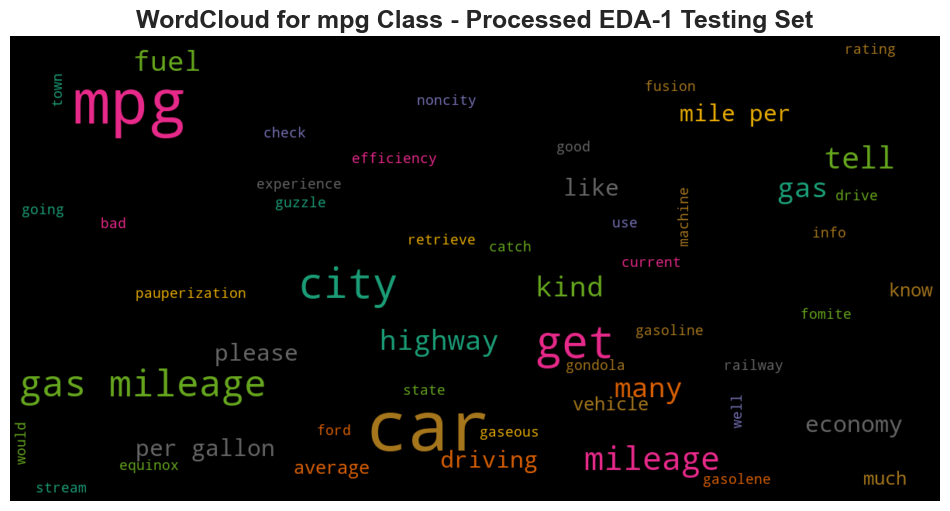 WordCloud for mpg Class - Processed EDA-1 Testing Set
rating
fuel
town
mpg
fusion
noncity
mile per
check
good
tell
efficiency
experience
like
gas
drive
guzzle
going
bad
use
machine
info
retrieve
catch
current
city
kind
pauperization
know
fomite
highway
get
gasoline
please
gondola
railway
gas mileage
state
many
vehicle
well
car
economy
would
per gallon
ford
gaseous
equinox
average
driving
mileage
gasolene
much
stream